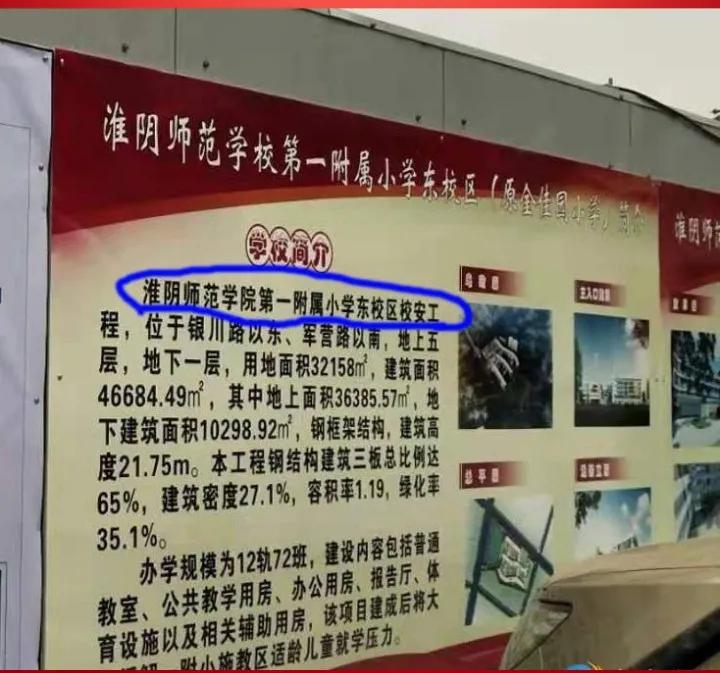 淮阴师范学校第一附属小学东校区（原金佳园小学）简介
学校简介
淮阴师范学院第一附属小学东校区校安工
程，位于银川路以东、军营路以南，地上五
层，地下一层，用地面积32158㎡，建筑面积
46684.49㎡，其中地上面积36385.57㎡，地
下建筑面积10298.92㎡，钢框架结构，建筑高
度21.75m。本工程钢结构建筑三板总比例达
65%，建筑密度27.1%，容积率1.19，绿化率
35.1%。
办学规模为12轨72班，建设内容包括普通
教室、公共教学用房、办公用房、报告厅、体
育设施以及相关辅助用房，该项目建成后将大
缓解一附小施教区适龄儿童就学压力。
鸟瞰图
主入口效果
总平图
淮阴师